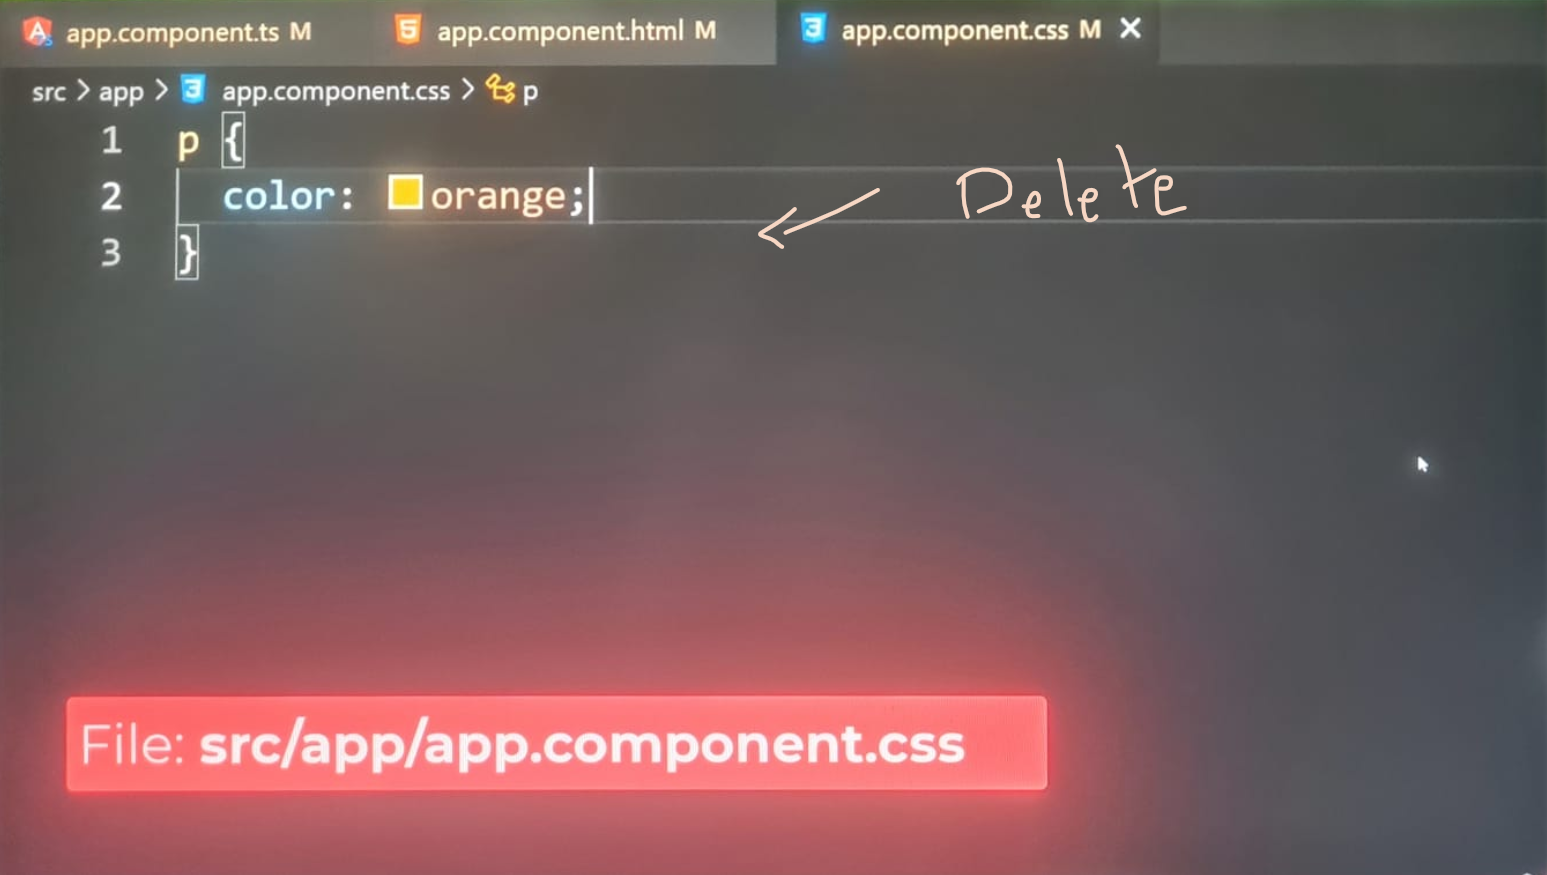 app.component.ts M app.component.html M app.component.css M
src > app > app.component.css > p
1 p {
2 color: orange;
Delete
3 }
File: src/app/app.component.css